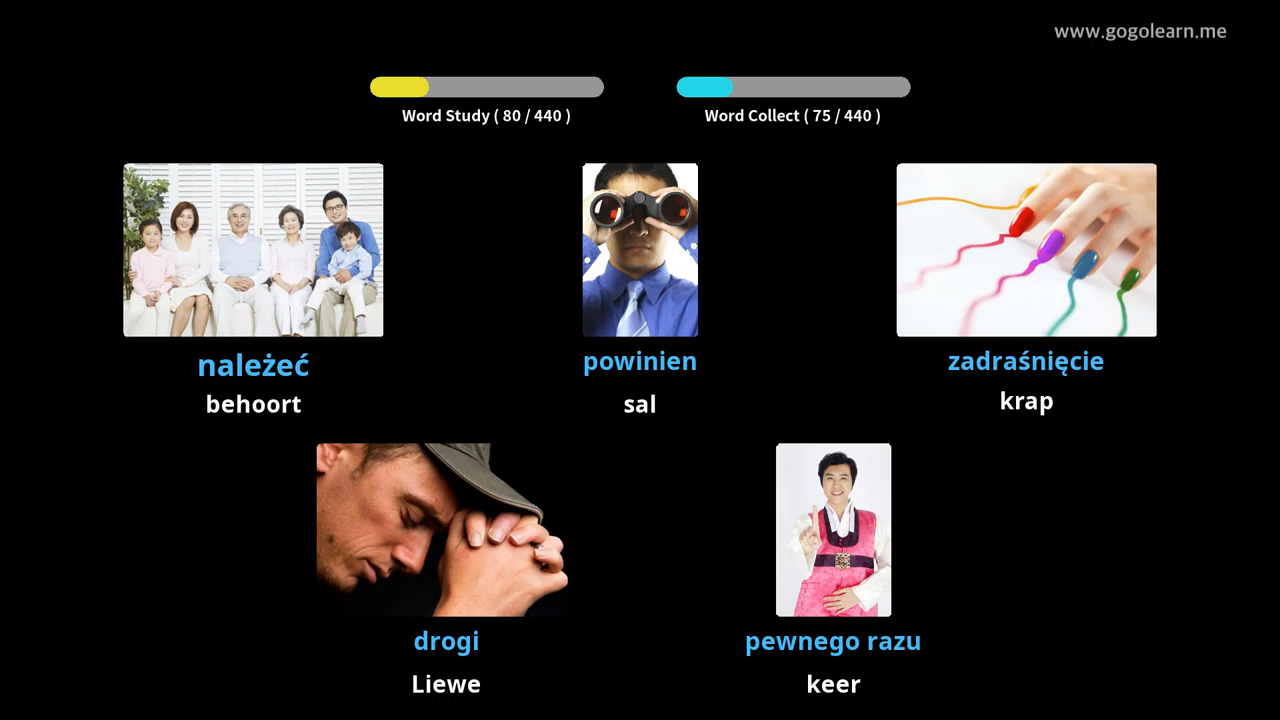 www.gogolearn.me
Word Study ( 80 / 440 )
Word Collect ( 75 / 440 )
należeć
behoort
powinien
sal
zadraśnięcie
krap
drogi
Liewe
pewnego razu
keer